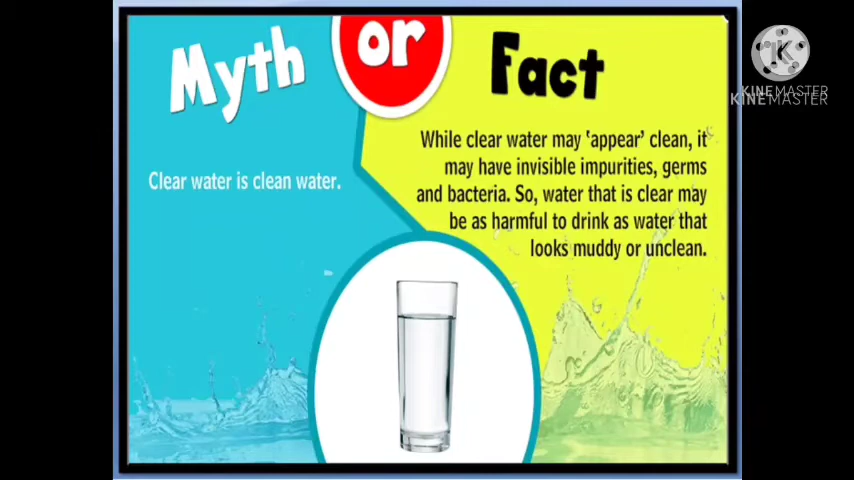 Myth
or
Fact
Clear water is clean water.
While clear water may 'appear' clean, it
may have invisible impurities, germs
and bacteria. So, water that is clear may
be as harmful to drink as water that
looks muddy or unclean.
K
KINEMASTER
KINEMASTER